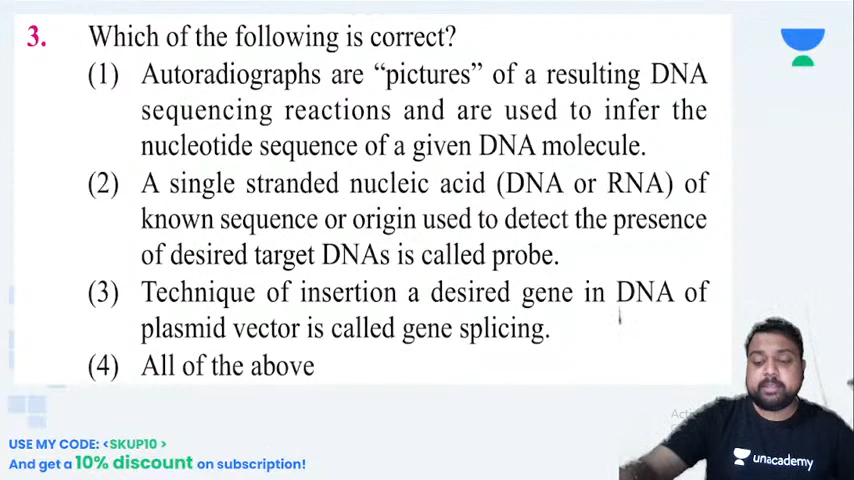 3. Which of the following is correct?
(1) Autoradiographs are “pictures” of a resulting DNA
sequencing reactions and are used to infer the
nucleotide sequence of a given DNA molecule.
(2) A single stranded nucleic acid (DNA or RNA) of
known sequence or origin used to detect the presence
of desired target DNAs is called probe.
(3) Technique of insertion a desired gene in DNA of
plasmid vector is called gene splicing.
(4) All of the above
USE MY CODE: <SKUP10 >
And get a 10% discount on subscription!
unacademy